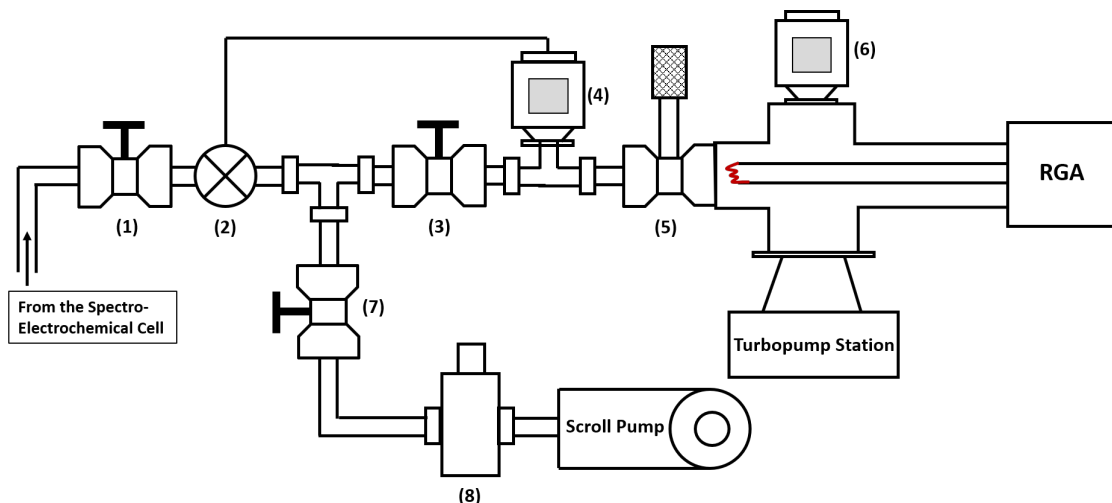 (6)
(4)
RGA
(1)
(2)
(3)
(5)
From the Spectro-
Electrochemical Cell
(7)
Turbopump Station
Scroll Pump
(8)